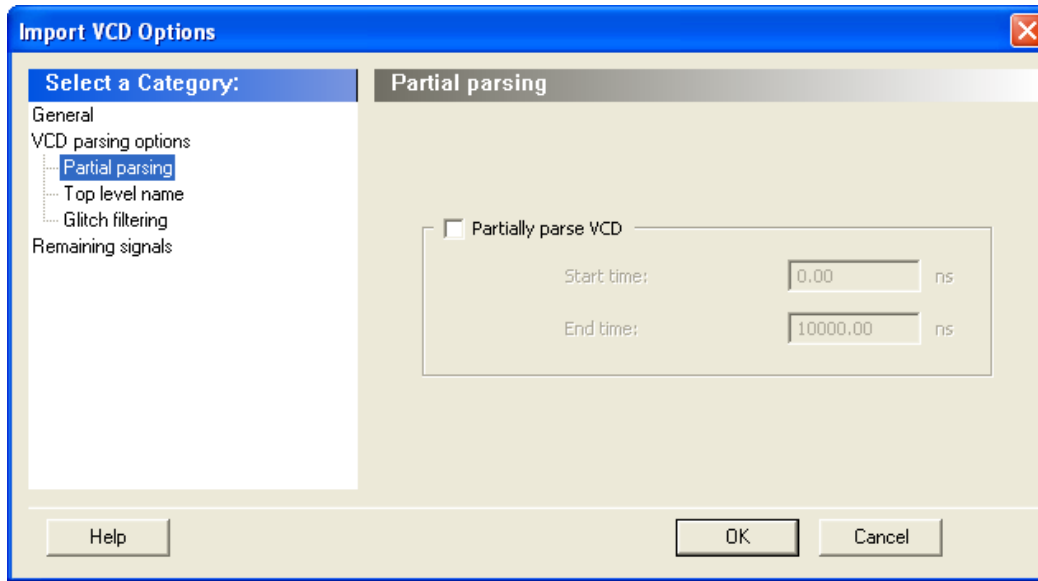 Import VCD Options
Select a Category:
General
VCD parsing options
Partial parsing
Top level name
Glitch filtering
Remaining signals
Partial parsing
Partially parse VCD
Start time: 0.00 ns
End time: 10000.00 ns
Help OK Cancel